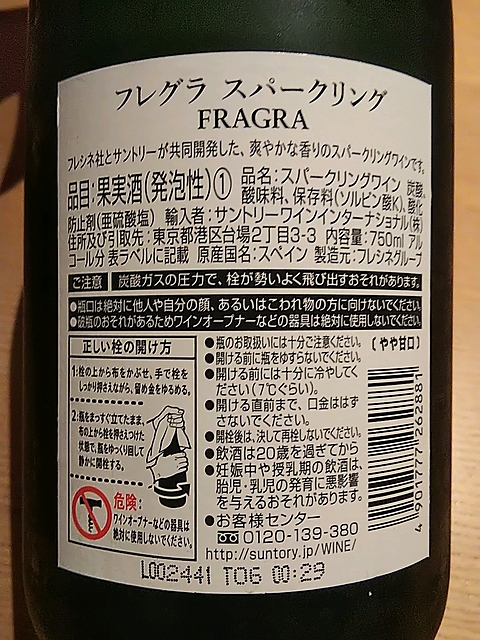 フレグラ スパークリング
FRAGRA
フレシネ社とサントリーが共同開発した、爽やかな香りのスパークリングワインです。
品目:果実酒(発泡性)① 品名:スパークリングワイン 炭酸、
酸味料、保存料(ソルビン酸K)、酸化
防止剤(亜硫酸塩) 輸入者:サントリーワインインターナショナル(株)
住所及び引取先:東京都港区台場2丁目3-3 内容量:750ml アル
コール分 表ラベルに記載 原産国名:スペイン 製造元:フレシネグループ
ご注意 炭酸ガスの圧力で、栓が勢いよく飛び出すおそれがあります。
●瓶口は絶対に他人や自分の顔、あるいはこわれ物の方に向けないでください。
●破瓶のおそれがあるためワインオープナーなどの器具は絶対に使用しないでください。
正しい栓の開け方
1:栓の上から布をかぶせ、手で栓を
しっかり押さえながら、留め金をゆるめる。
2:瓶をまっすぐ立てたまま、
布の上から栓を押さえつけた
状態で、瓶をゆっくり回して
静かに開栓する。
危険:
ワインオープナーなどの器具は
絶対に使用しないでください。
●瓶のお取扱いには十分ご注意ください。
●開ける前に瓶をゆすらないでください。
●開ける前には十分に冷やしてく
ださい(7℃ぐらい)。
●開ける直前まで、口金ははず
さないでください。
●開栓後は、決して再栓しないでください。
●飲酒は20歳を過ぎてから
●妊娠中や授乳期の飲酒は、
胎児・乳児の発育に悪影響
を与えるおそれがあります。
●お客様センター
0120-139-380
http://suntory.jp/WINE/
(やや甘口)
4 901777 262881
L002441 T06 00:29